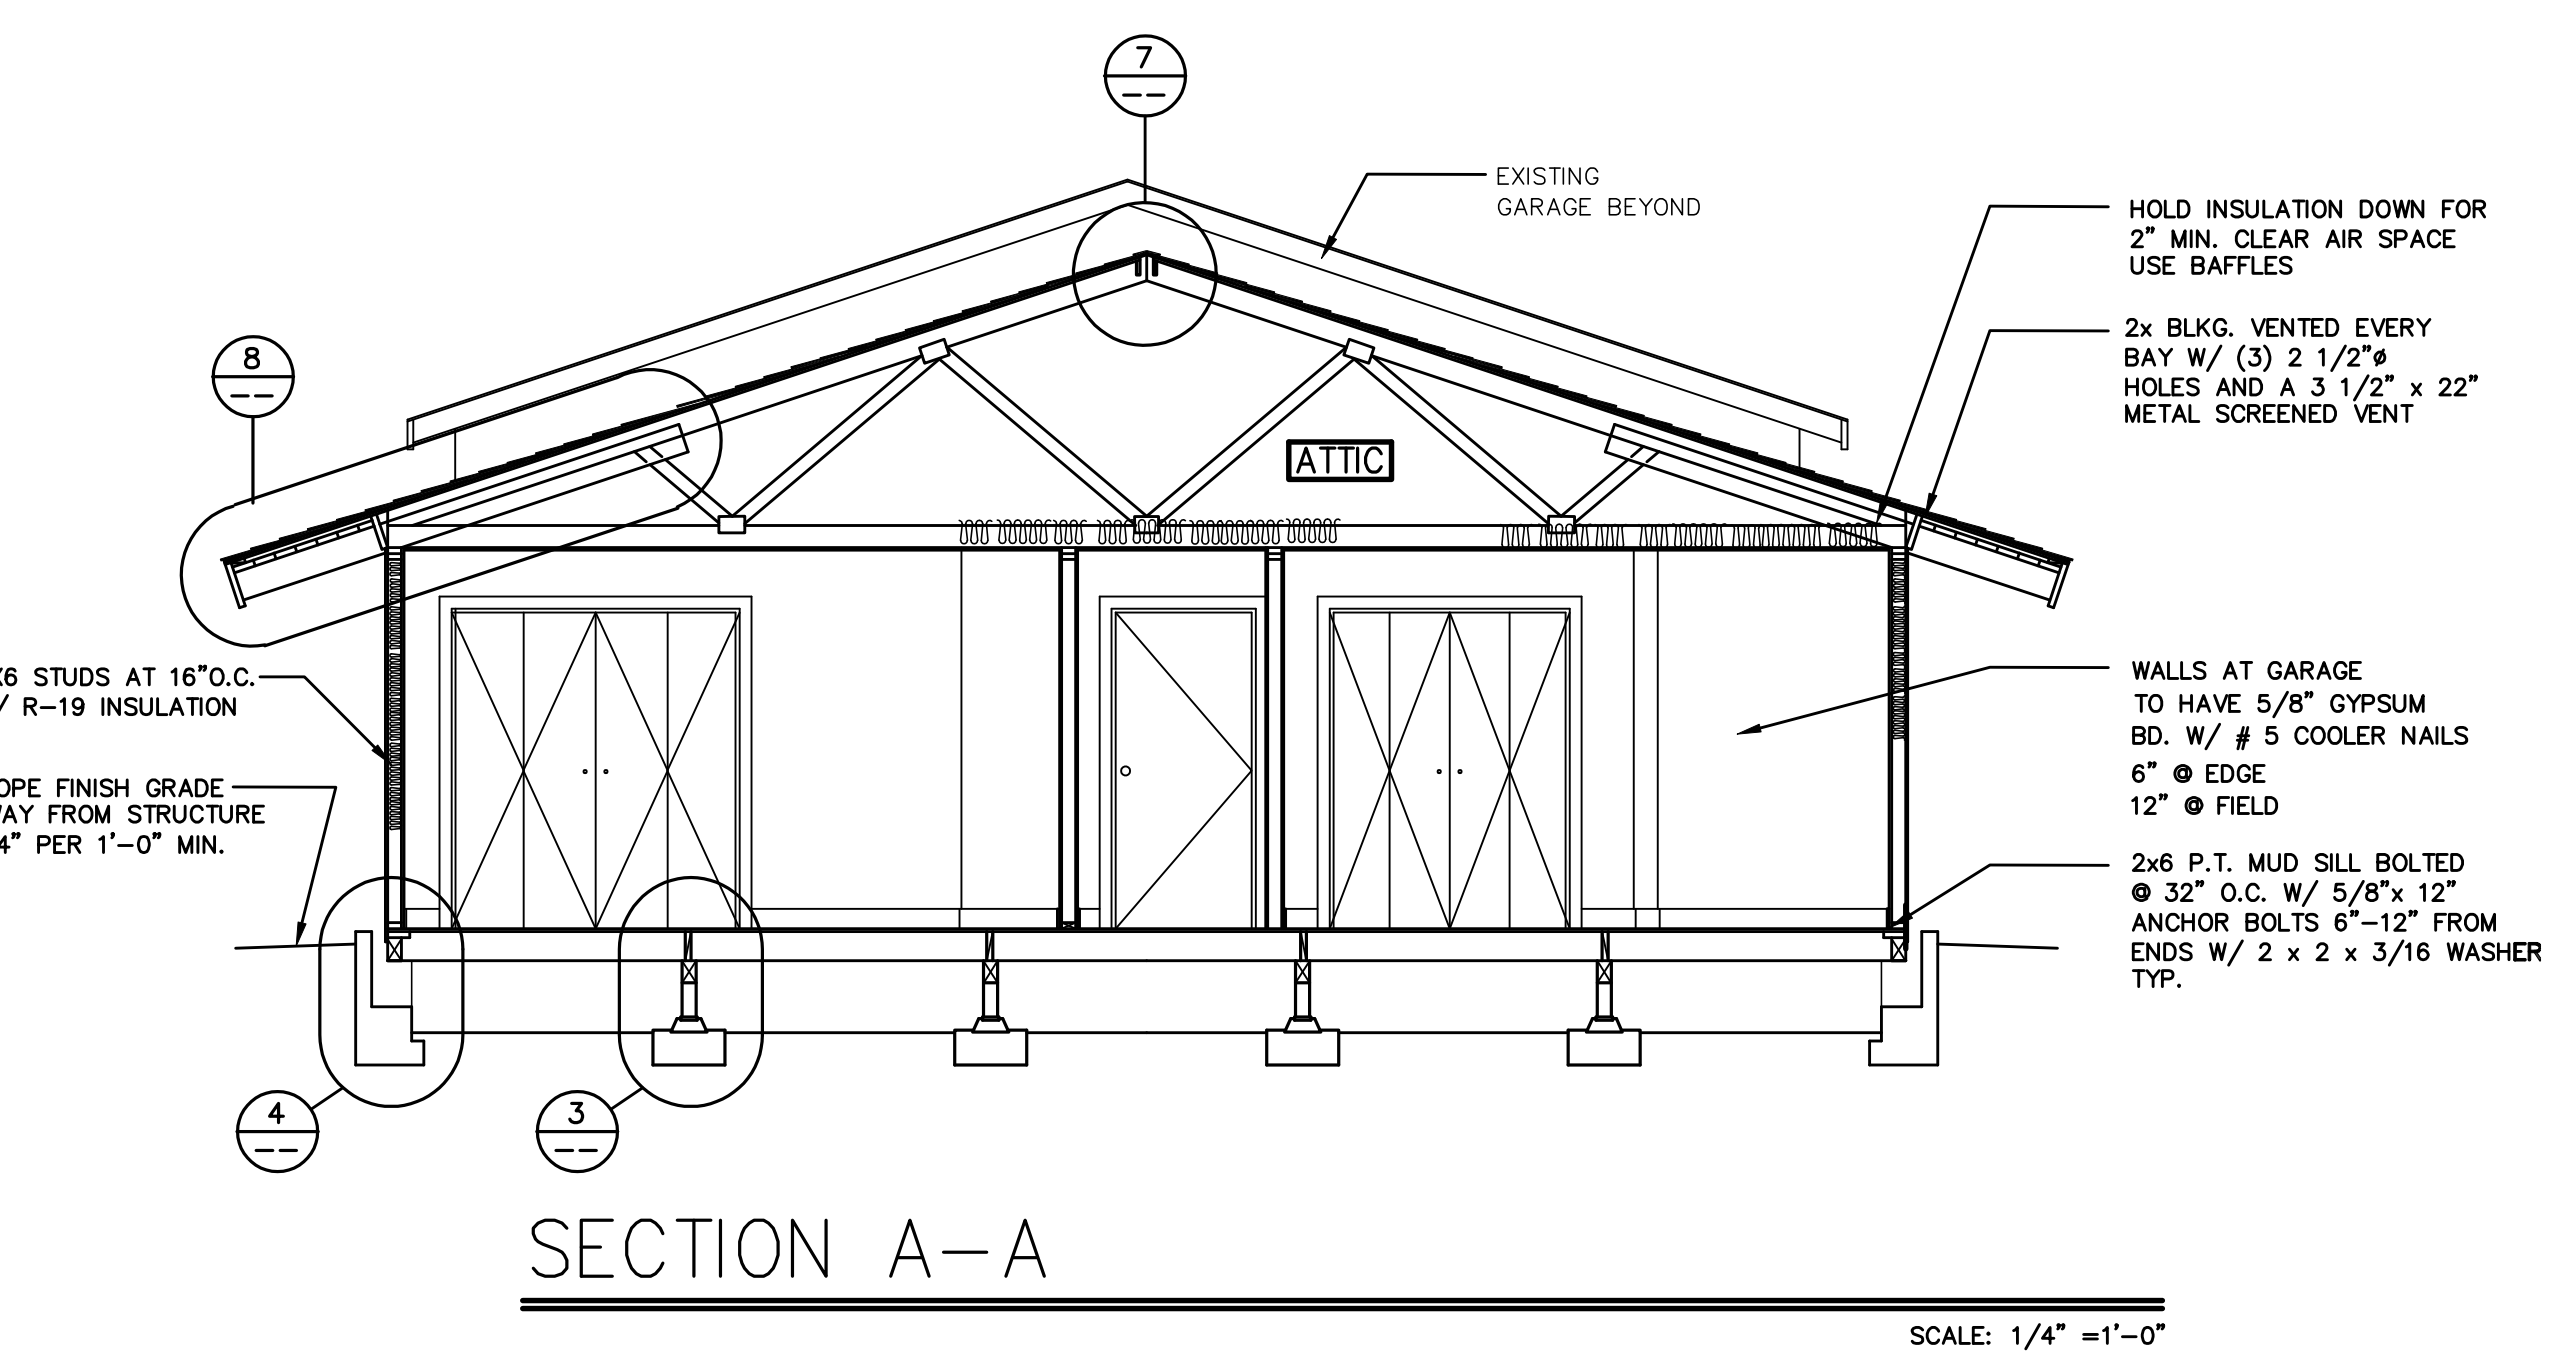 7
EXISTING
GARAGE BEYOND
HOLD INSULATION DOWN FOR
2" MIN. CLEAR AIR SPACE
USE BAFFLES
2x BLKG. VENTED EVERY
BAY W/ (3) 2 1/2"ø
HOLES AND A 3 1/2" x 22"
METAL SCREENED VENT
8
ATTIC
X6 STUDS AT 16"O.C.
/ R-19 INSULATION
OPE FINISH GRADE
WAY FROM STRUCTURE
4" PER 1'-0" MIN.
WALLS AT GARAGE
TO HAVE 5/8" GYPSUM
BD. W/ # 5 COOLER NAILS
6" @ EDGE
12" @ FIELD
2x6 P.T. MUD SILL BOLTED
@ 32" O.C. W/ 5/8"x 12"
ANCHOR BOLTS 6"-12" FROM
ENDS W/ 2 x 2 x 3/16 WASHER
TYP.
4
3
SECTION A-A
SCALE: 1/4" =1'-0"